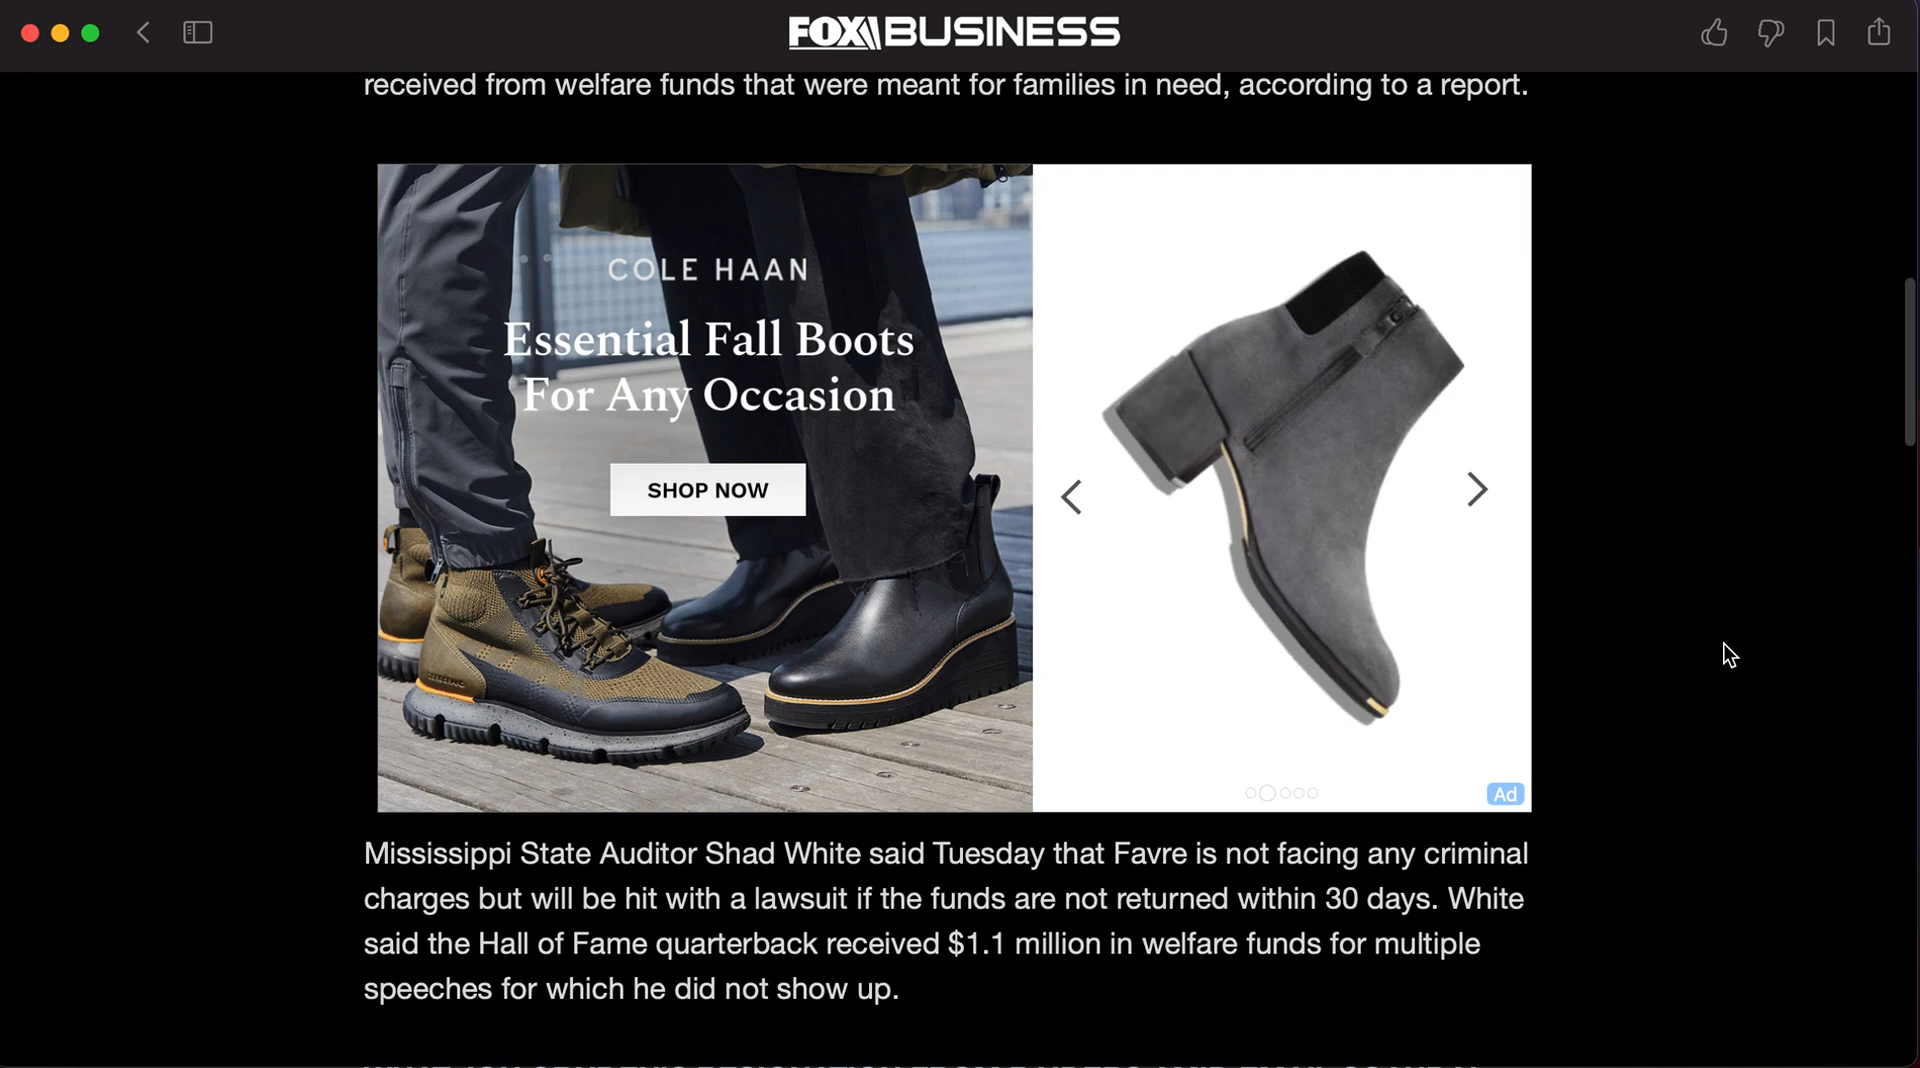 FOX BUSINESS
received from welfare funds that were meant for families in need, according to a report.
COLE HAAN
Essential Fall Boots
For Any Occasion
SHOP NOW
Ad
Mississippi State Auditor Shad White said Tuesday that Favre is not facing any criminal
charges but will be hit with a lawsuit if the funds are not returned within 30 days. White
said the Hall of Fame quarterback received $1.1 million in welfare funds for multiple
speeches for which he did not show up.